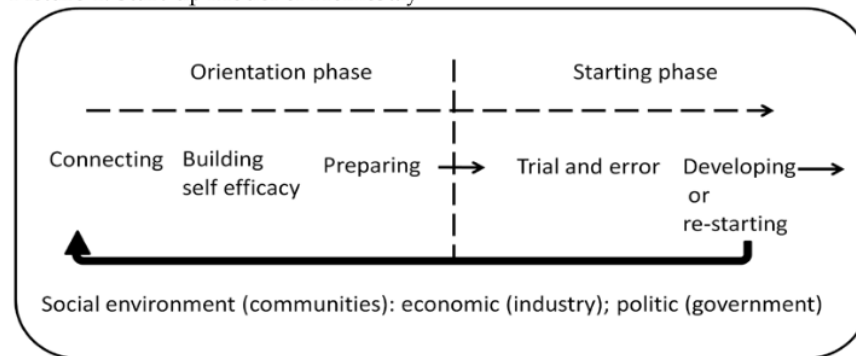 Orientation phase Starting phase
Connecting Building Preparing Trial and error Developing
self efficacy or
re-starting
Social environment (communities): economic (industry); politic (government)